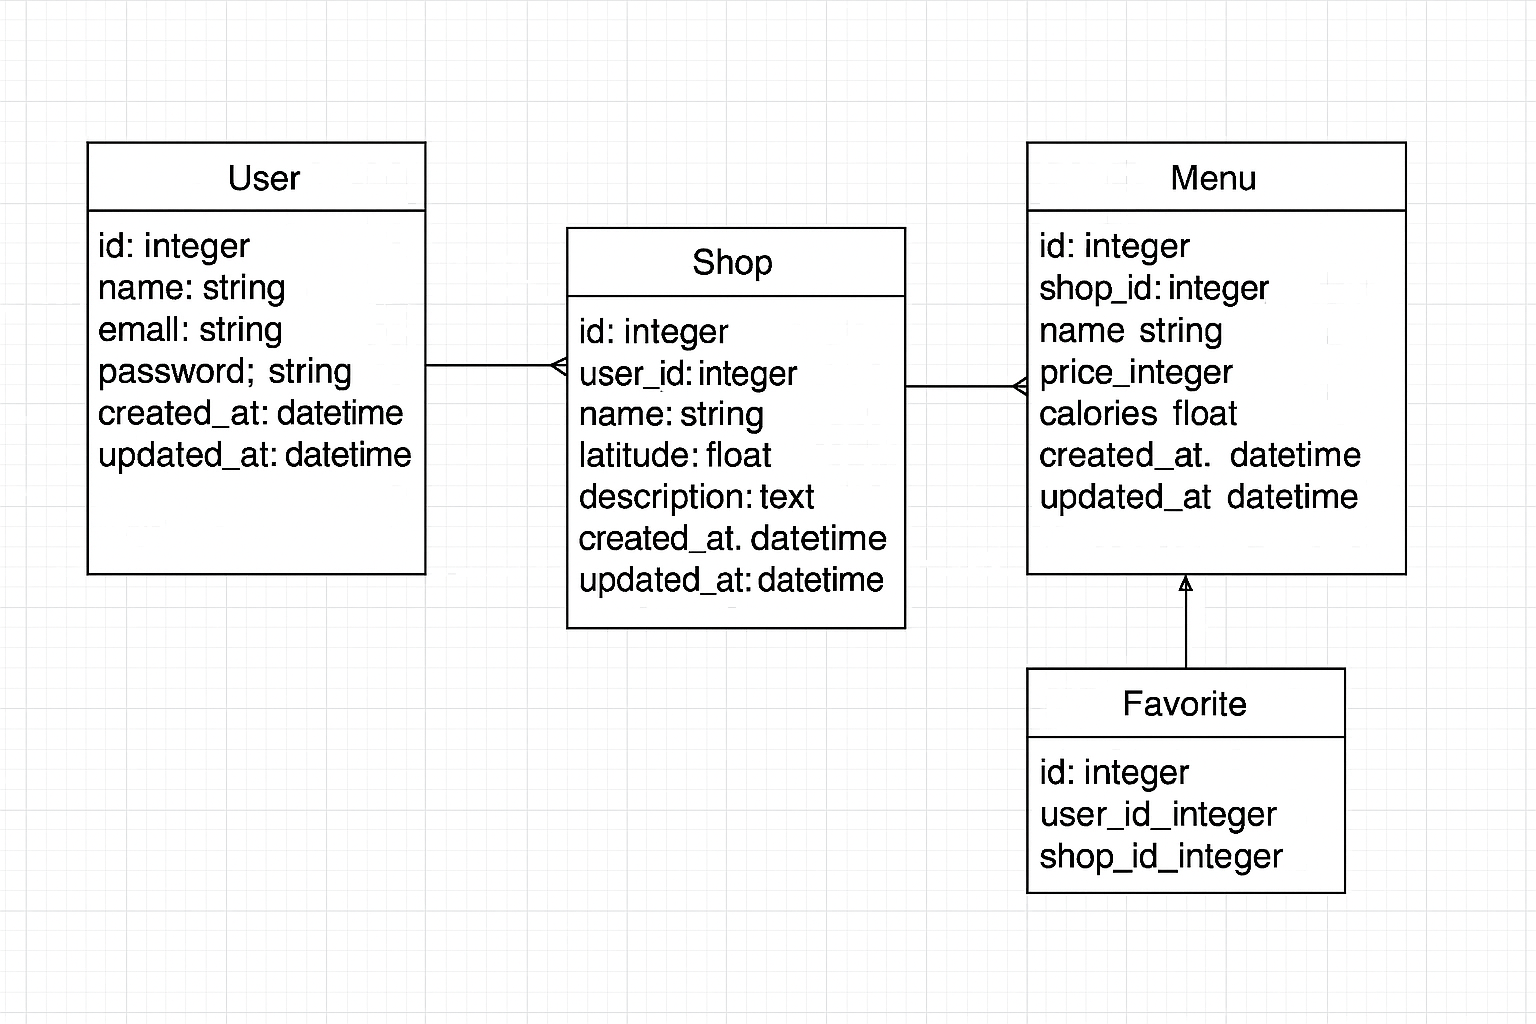 User
id: integer
name: string
emall: string
password; string
created_at: datetime
updated_at: datetime
Shop
id: integer
user_id: integer
name: string
latitude: float
description: text
created_at. datetime
updated_at: datetime
Menu
id: integer
shop_id: integer
name string
price_integer
calories float
created_at. datetime
updated_at datetime
Favorite
id: integer
user_id_integer
shop_id_integer